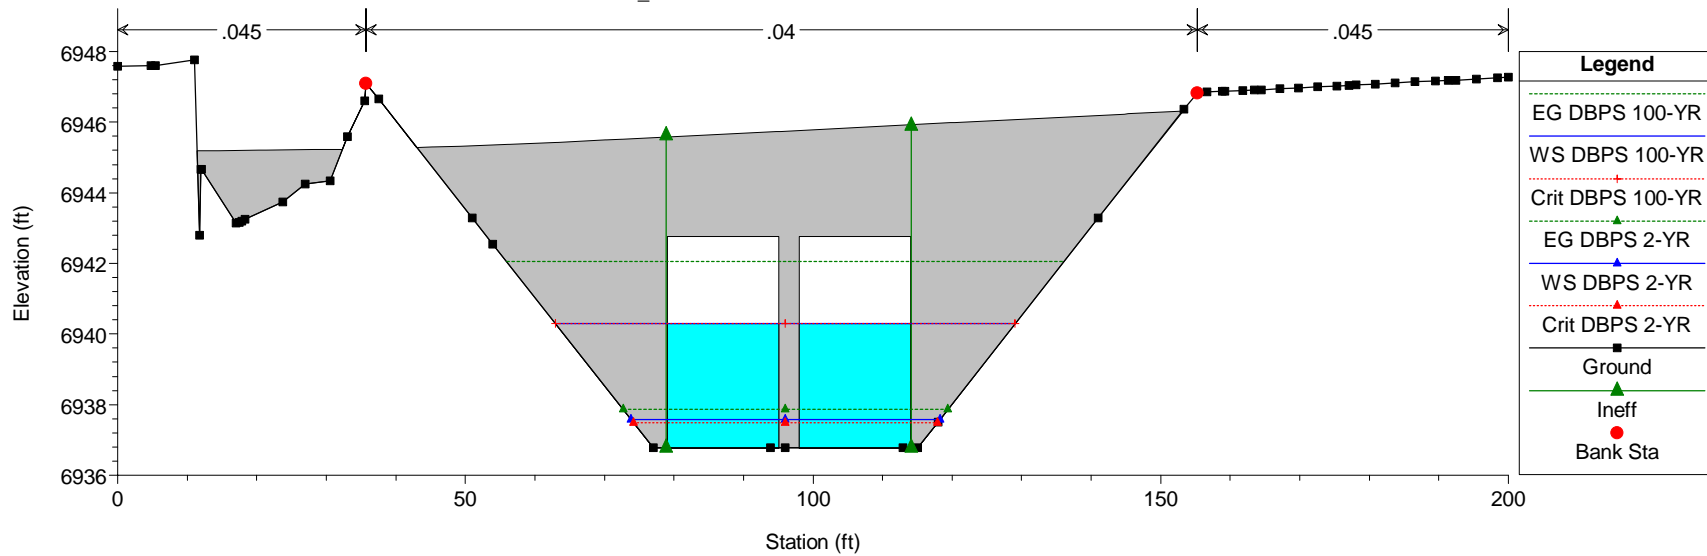 .045
.04
.045
6948
6946
6944
6942
6940
6938
6936
Elevation (ft)
0
50
100
150
200
Station (ft)
Legend
EG DBPS 100-YR
WS DBPS 100-YR
Crit DBPS 100-YR
EG DBPS 2-YR
WS DBPS 2-YR
Crit DBPS 2-YR
Ground
Ineff
Bank Sta